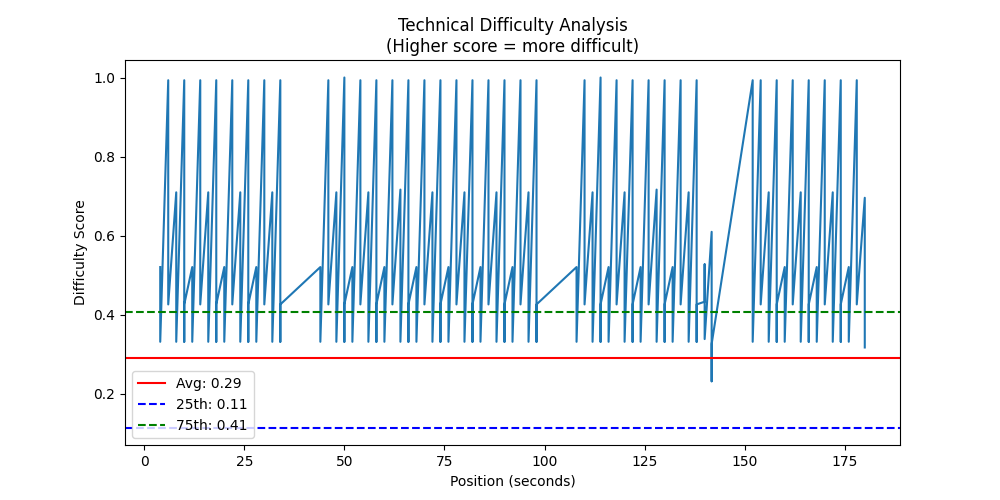 Technical Difficulty Analysis
(Higher score = more difficult)
Difficulty Score
1.0
0.8
0.6
0.4
0.2
Avg: 0.29
25th: 0.11
75th: 0.41
0 25 50 75 100 125 150 175
Position (seconds)